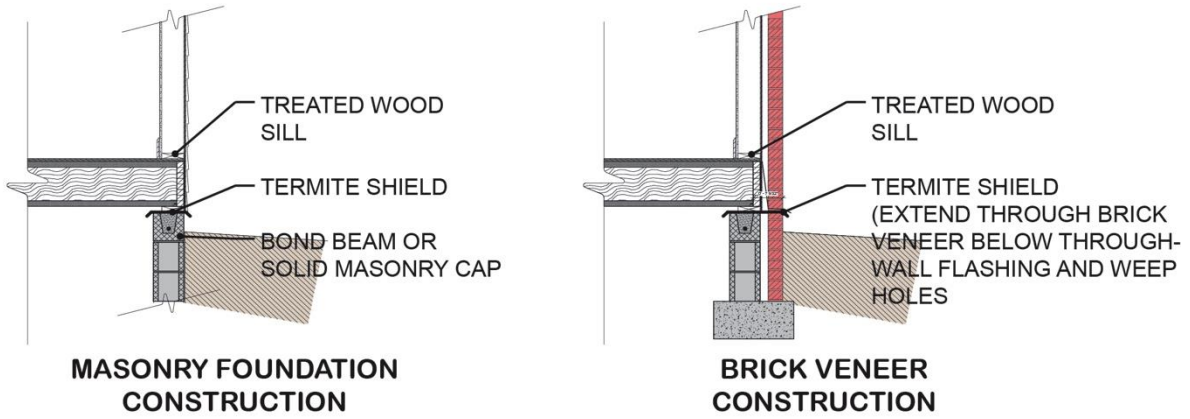 TREATED WOOD
SILL
TERMITE SHIELD
BOND BEAM OR
SOLID MASONRY CAP
MASONRY FOUNDATION
CONSTRUCTION
TREATED WOOD
SILL
TERMITE SHIELD
(EXTEND THROUGH BRICK
VENEER BELOW THROUGH-
WALL FLASHING AND WEEP
HOLES
BRICK VENEER
CONSTRUCTION